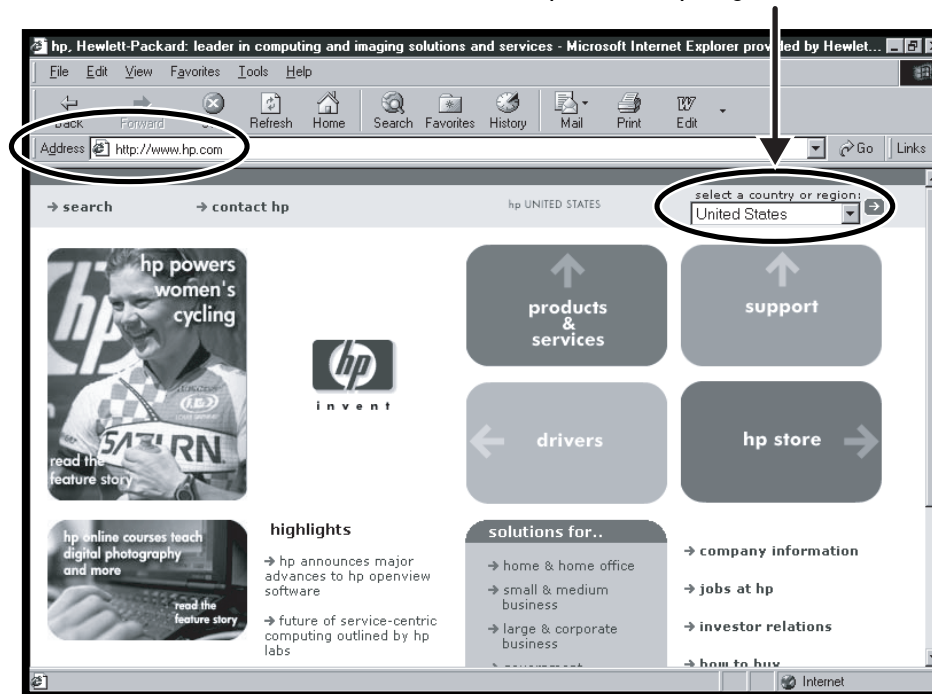 hp, Hewlett-Packard: leader in computing and imaging solutions and services - Microsoft Internet Explorer provided by Hewlet...
File Edit View Favorites Tools Help
Back Forward Refresh Home Search Favorites History Mail Print Edit
Address http://www.hp.com Go Links
→ search → contact hp hp UNITED STATES select a country or region:
United States
hp powers
women's
cycling
hp
SATURN
read the
feature story
hp
invent
products
&
services
support
drivers
hp store
hp online courses teach
digital photography
and more
read the
feature story
highlights
→ hp announces major
advances to hp openview
software
→ future of service-centric
computing outlined by hp
labs
solutions for..
→ home & home office
→ small & medium
business
→ large & corporate
business
→ government
→ company information
→ jobs at hp
→ investor relations
→ how to buy
Internet